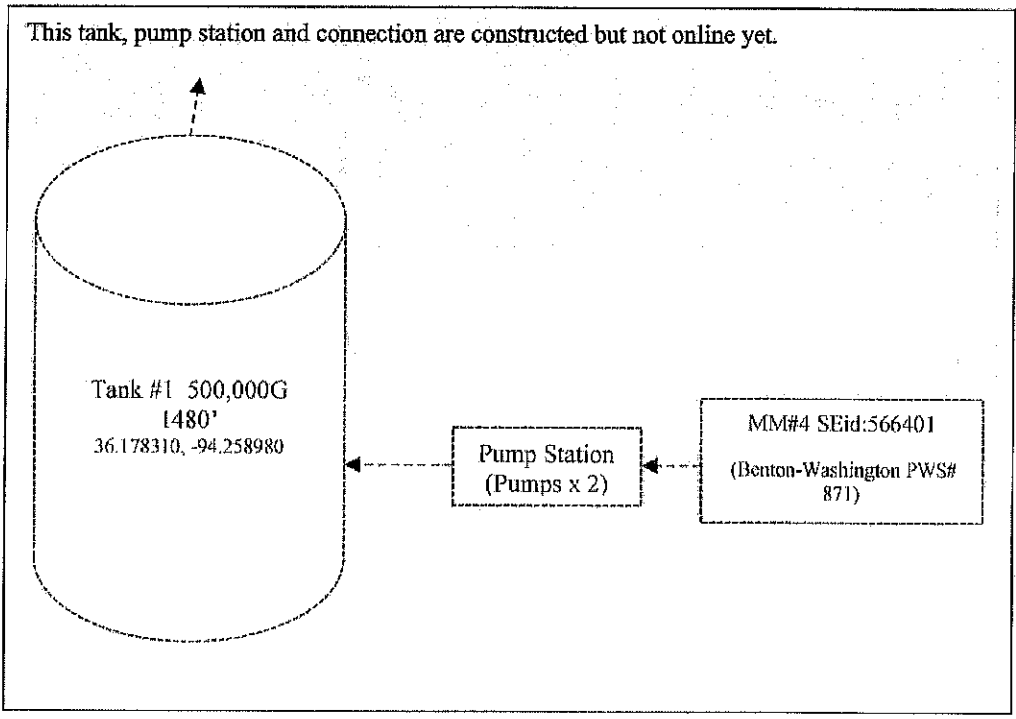 This tank, pump station and connection are constructed but not online yet.
Tank #1 500,000G
1480'
36.178310, -94.258980
Pump Station
(Pumps x 2)
MM#4 SEid:566401
(Benton-Washington PWS#
871)